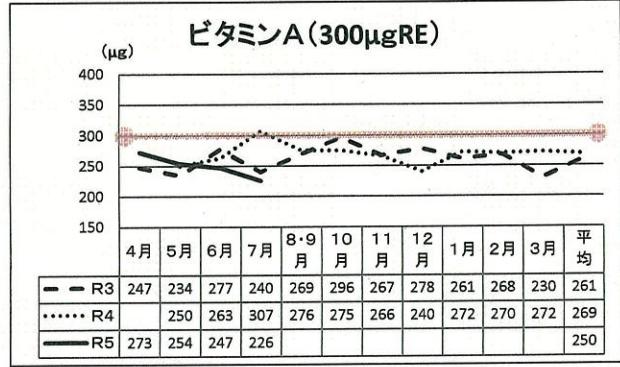 ビタミンA(300μgRE)
(μg)
400
350
300
250
200
150
4月 5月 6月 7月 8・9月 10月 11月 12月 1月 2月 3月 平均
R3 247 234 277 240 269 296 267 278 261 268 230 261
R4 250 263 307 276 275 266 240 272 270 272 269
R5 273 254 247 226 250